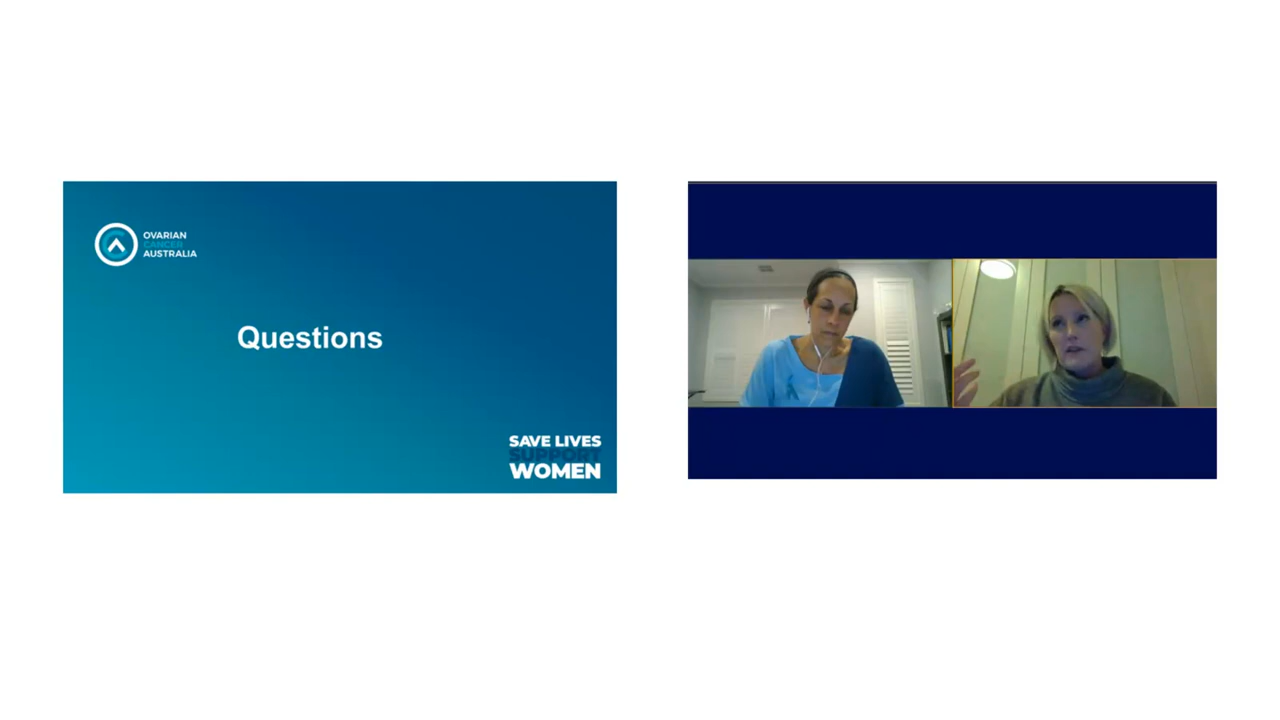 OVARIAN
CANCER
AUSTRALIA
Questions
SAVE LIVES
SUPPORT
WOMEN